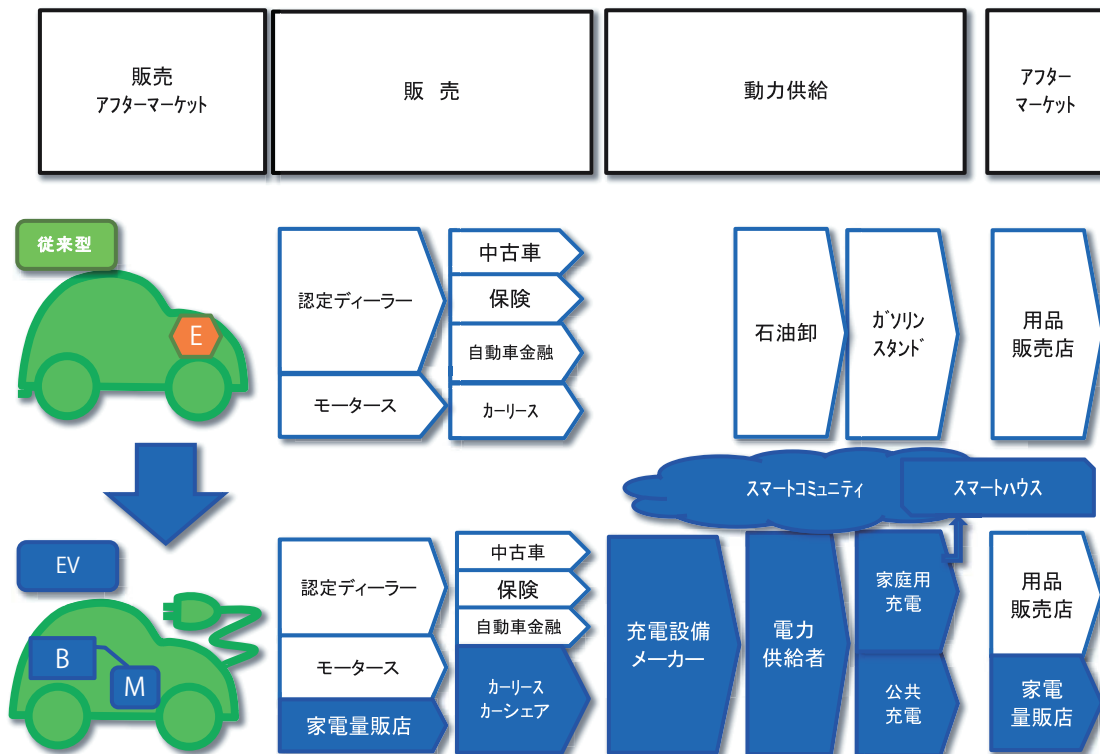 販売
アフターマーケット
販 売
動力供給
アフター
マーケット
従来型
E
認定ディーラー
モータース
中古車
保険
自動車金融
カーリース
石油卸
ガソリン
スタンド
用品
販売店
スマートコミュニティ
スマートハウス
EV
B
M
認定ディーラー
モータース
家電量販店
中古車
保険
自動車金融
カーリース
カーシェア
充電設備
メーカー
電力
供給者
家庭用
充電
公共
充電
用品
販売店
家電
量販店